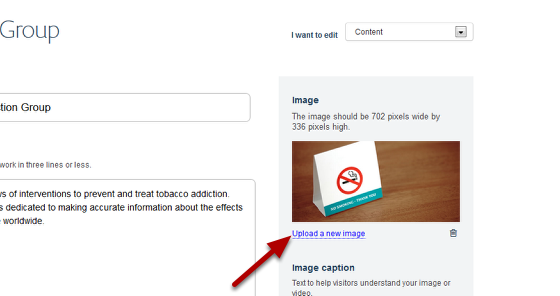 Group
I want to edit
Content
tion Group
work in three lines or less.
ws of interventions to prevent and treat tobacco addiction.
s dedicated to making accurate information about the effects
worldwide.
Image
The image should be 702 pixels wide by
336 pixels high.
NO SMOKING - THANK YOU
Upload a new image
Image caption
Text to help visitors understand your image or
video.